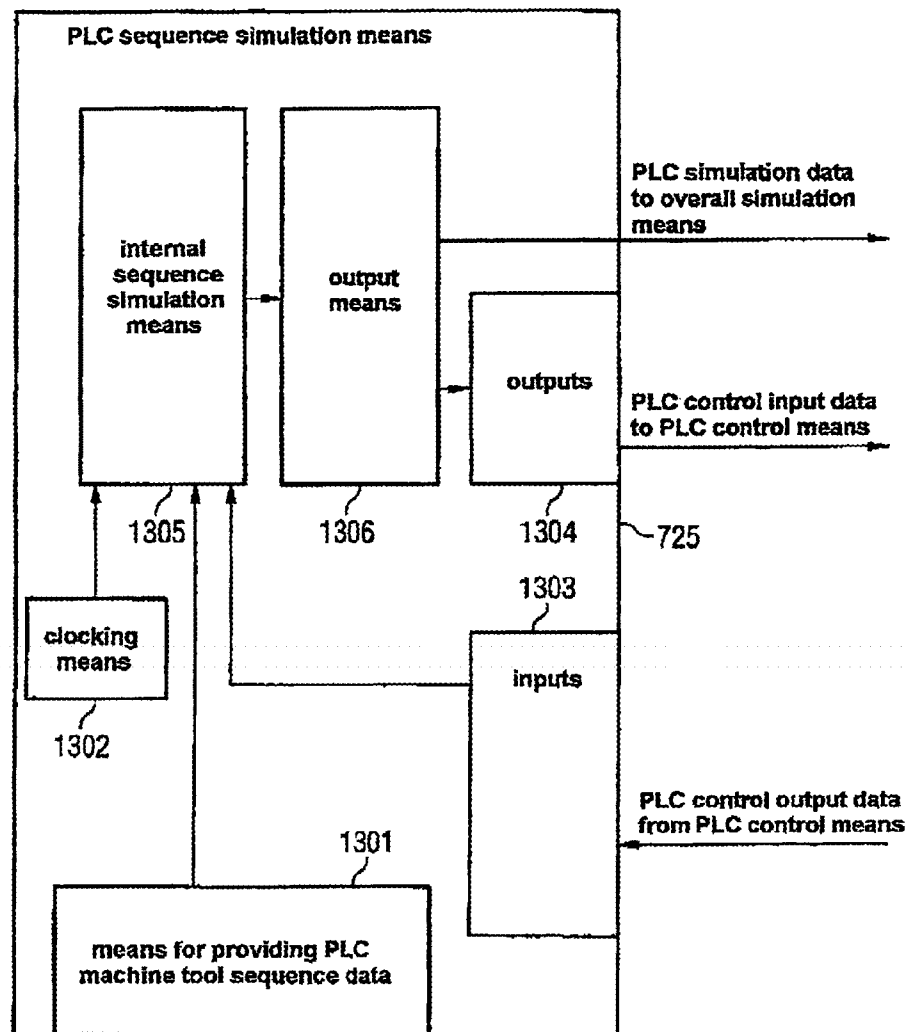 PLC sequence simulation means
internal
sequence
simulation
means
output
means
outputs
PLC simulation data
to overall simulation
means
PLC control input data
to PLC control means
1305
1306
1304
725
1303
clocking
means
1302
inputs
PLC control output data
from PLC control means
1301
means for providing PLC
machine tool sequence data